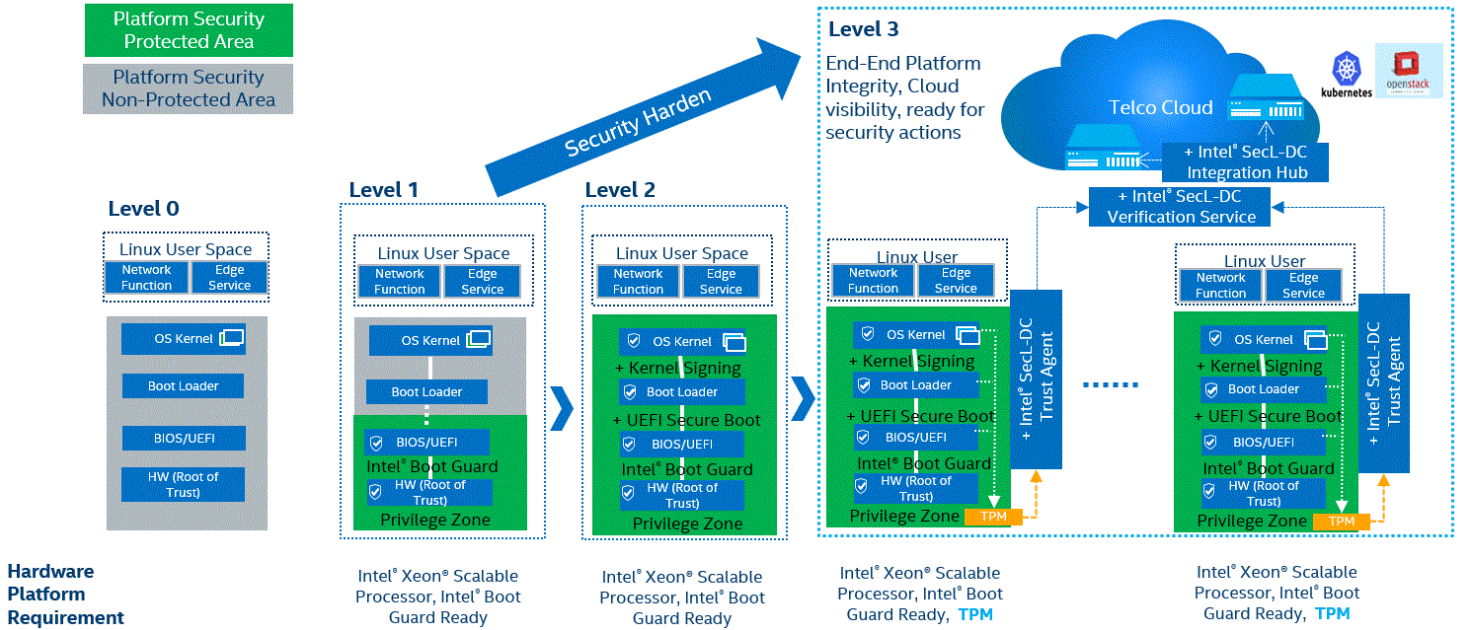 Platform Security
Protected Area
Platform Security
Non-Protected Area
Security Harden
Level 0
Linux User Space
Network
Function
Edge
Service
OS Kernel
Boot Loader
BIOS/UEFI
HW (Root of
Trust)
Level 1
Linux User Space
Network
Function
Edge
Service
OS Kernel
Boot Loader
BIOS/UEFI
Intel® Boot Guard
HW (Root of
Trust)
Privilege Zone
Level 2
Linux User Space
Network
Function
Edge
Service
OS Kernel
+ Kernel Signing
Boot Loader
+ UEFI Secure Boot
BIOS/UEFI
Intel® Boot Guard
HW (Root of
Trust)
Privilege Zone
Level 3
End-End Platform
Integrity, Cloud
visibility, ready for
security actions
Telco Cloud
kubernetes
openstack
+ Intel® SecL-DC
Integration Hub
+ Intel® SecL-DC
Verification Service
Linux User
Network
Function
Edge
Service
OS Kernel
+ Kernel Signing
Boot Loader
+ UEFI Secure Boot
BIOS/UEFI
Intel® Boot Guard
HW (Root of
Trust)
Privilege Zone
TPM
+ Intel® SecL-DC
Trust Agent
Linux User
Network
Function
Edge
Service
OS Kernel
+ Kernel Signing
Boot Loader
+ UEFI Secure Boot
BIOS/UEFI
Intel® Boot Guard
HW (Root of
Trust)
Privilege Zone
TPM
+ Intel® SecL-DC
Trust Agent
Hardware
Platform
Requirement
Intel® Xeon® Scalable
Processor, Intel® Boot
Guard Ready
Intel® Xeon® Scalable
Processor, Intel® Boot
Guard Ready
Intel® Xeon® Scalable
Processor, Intel® Boot
Guard Ready, TPM
Intel® Xeon® Scalable
Processor, Intel® Boot
Guard Ready, TPM